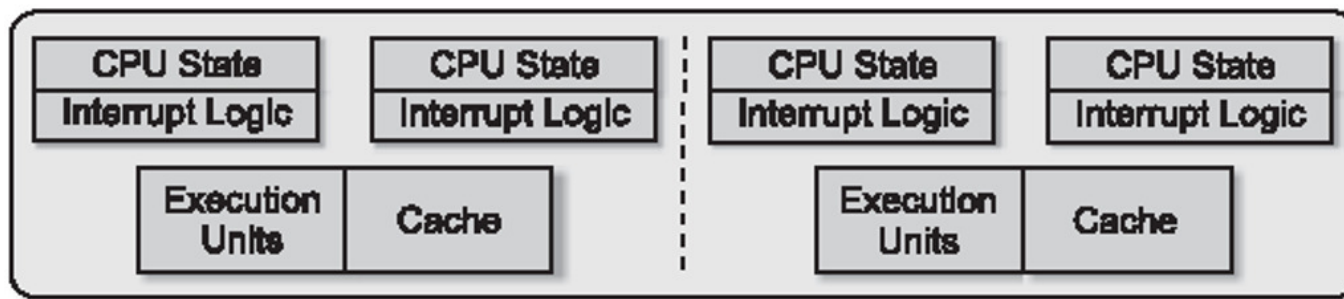 CPU State
Interrupt Logic
CPU State
Interrupt Logic
CPU State
Interrupt Logic
CPU State
Interrupt Logic
Execution
Units
Cache
Execution
Units
Cache